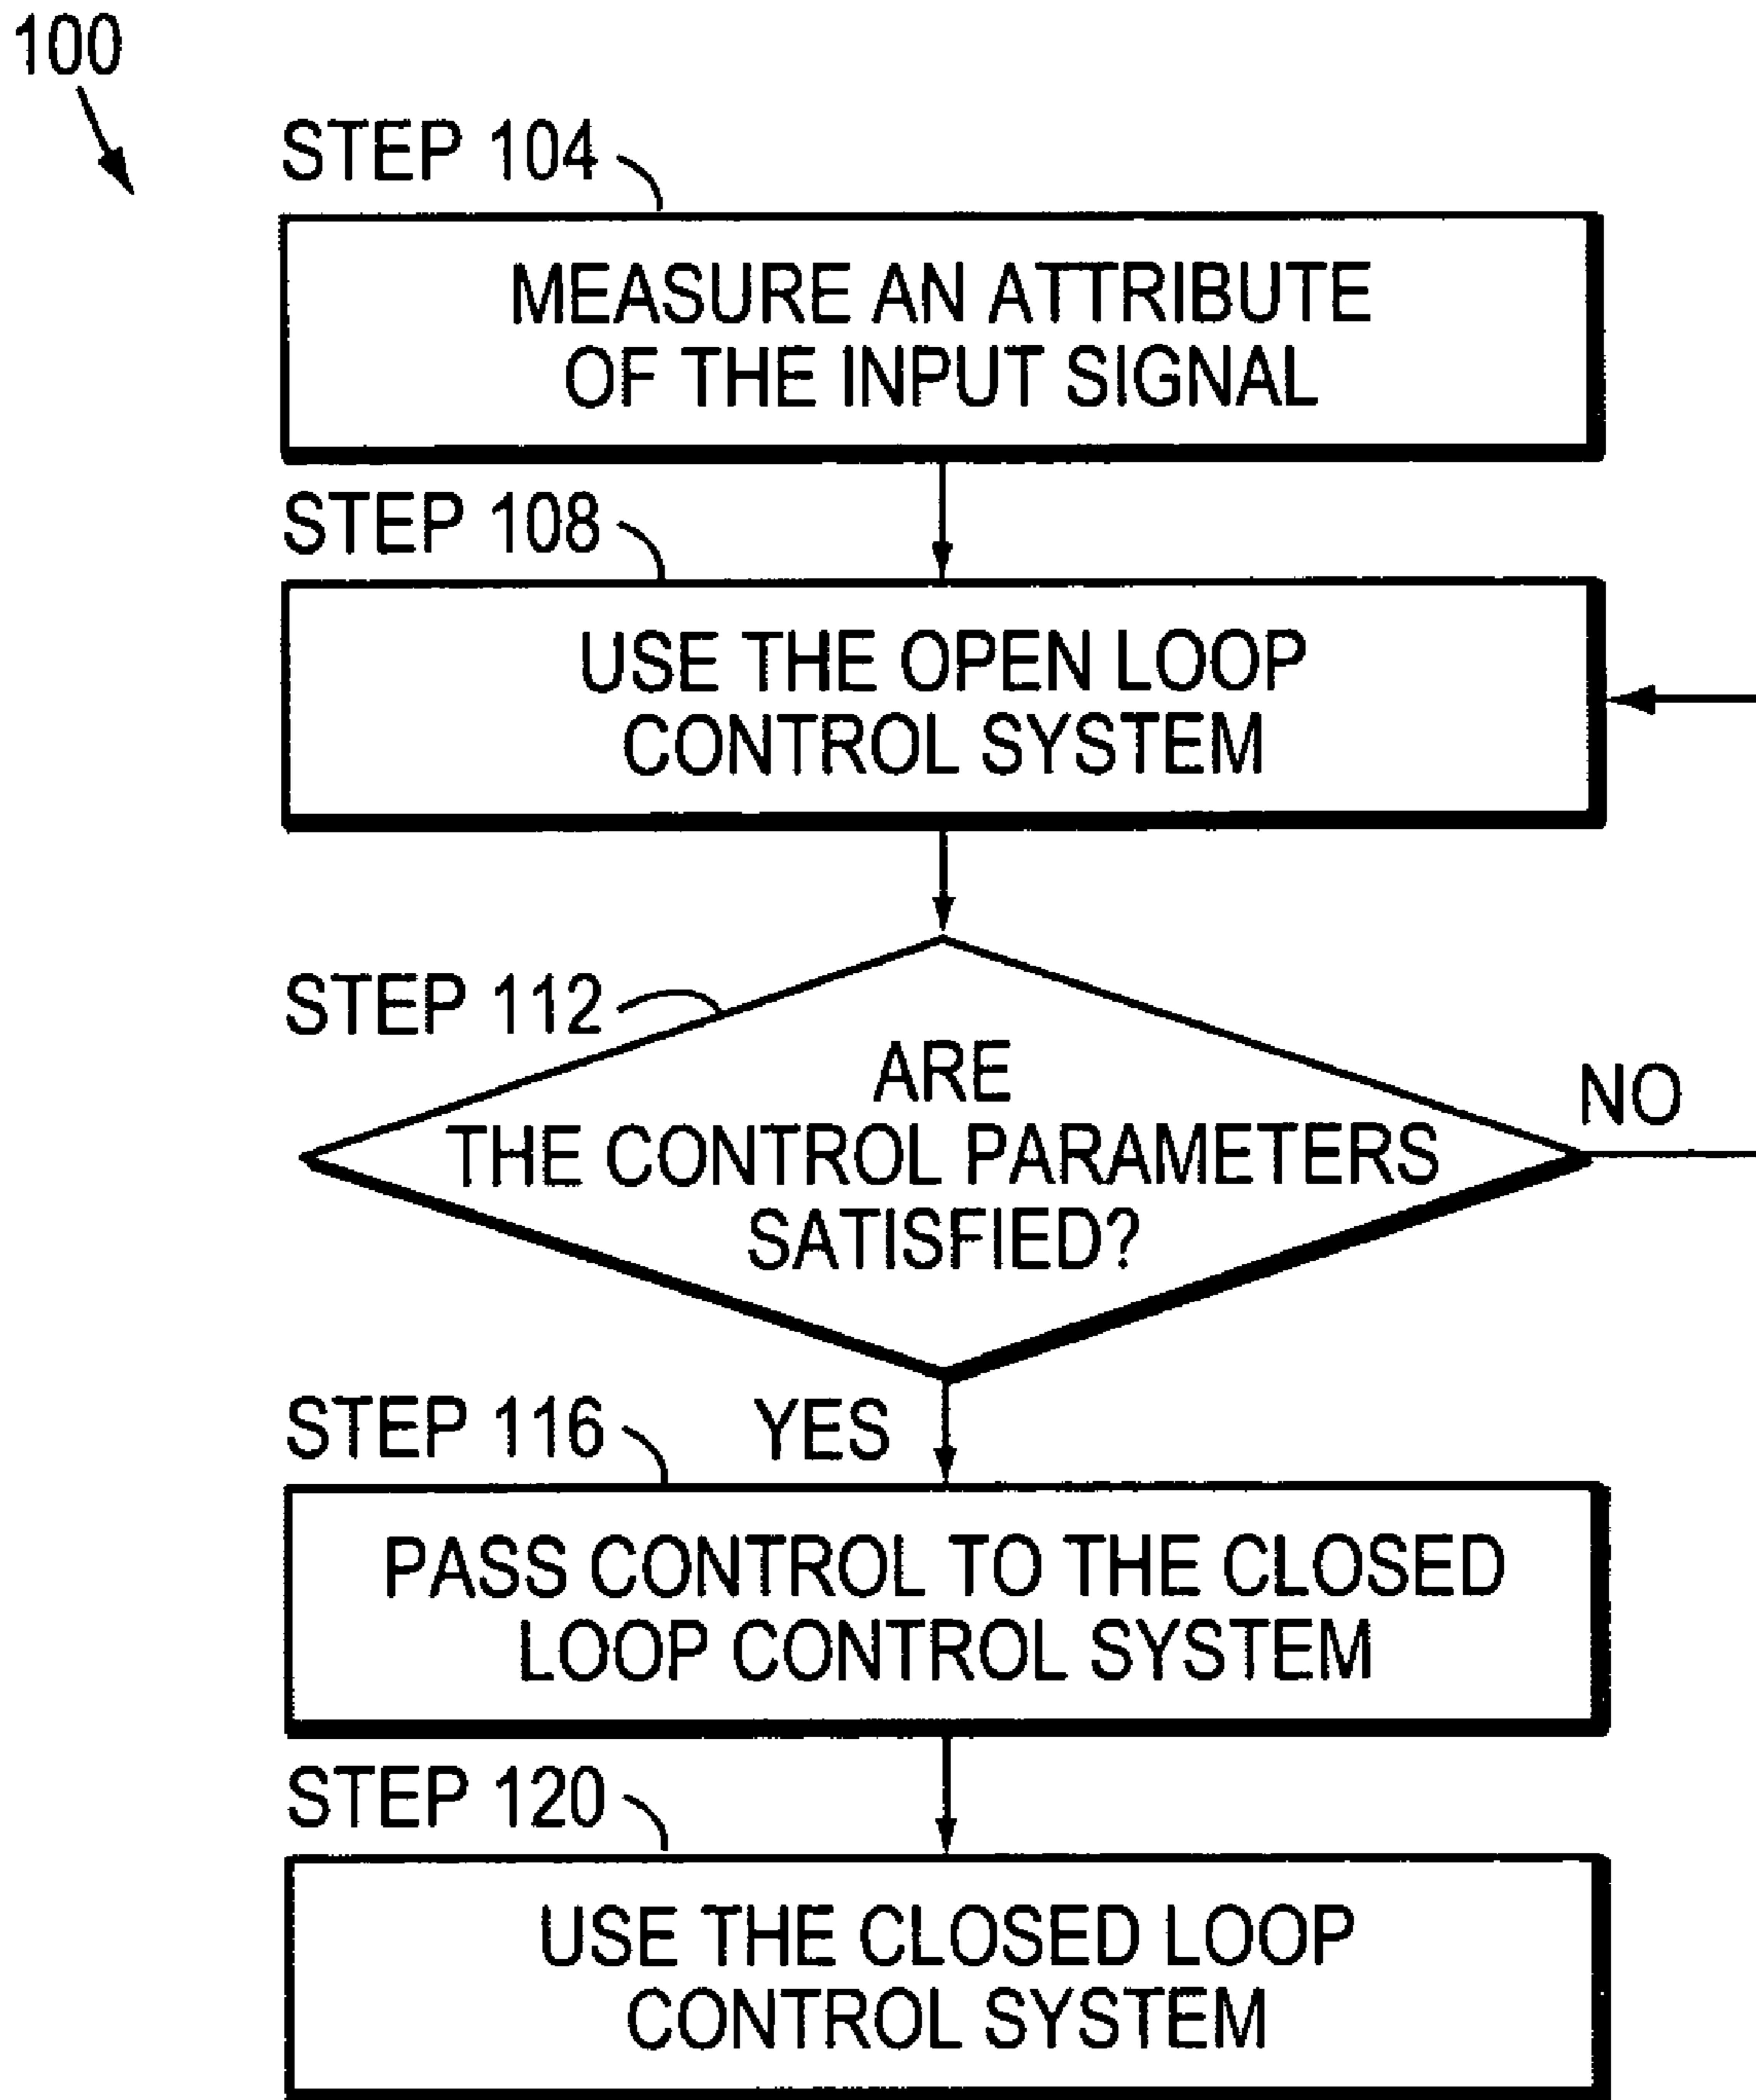 100
STEP 104
MEASURE AN ATTRIBUTE
OF THE INPUT SIGNAL
STEP 108
USE THE OPEN LOOP
CONTROL SYSTEM
STEP 112
ARE
THE CONTROL PARAMETERS
SATISFIED?
NO
YES
STEP 116
PASS CONTROL TO THE CLOSED
LOOP CONTROL SYSTEM
STEP 120
USE THE CLOSED LOOP
CONTROL SYSTEM